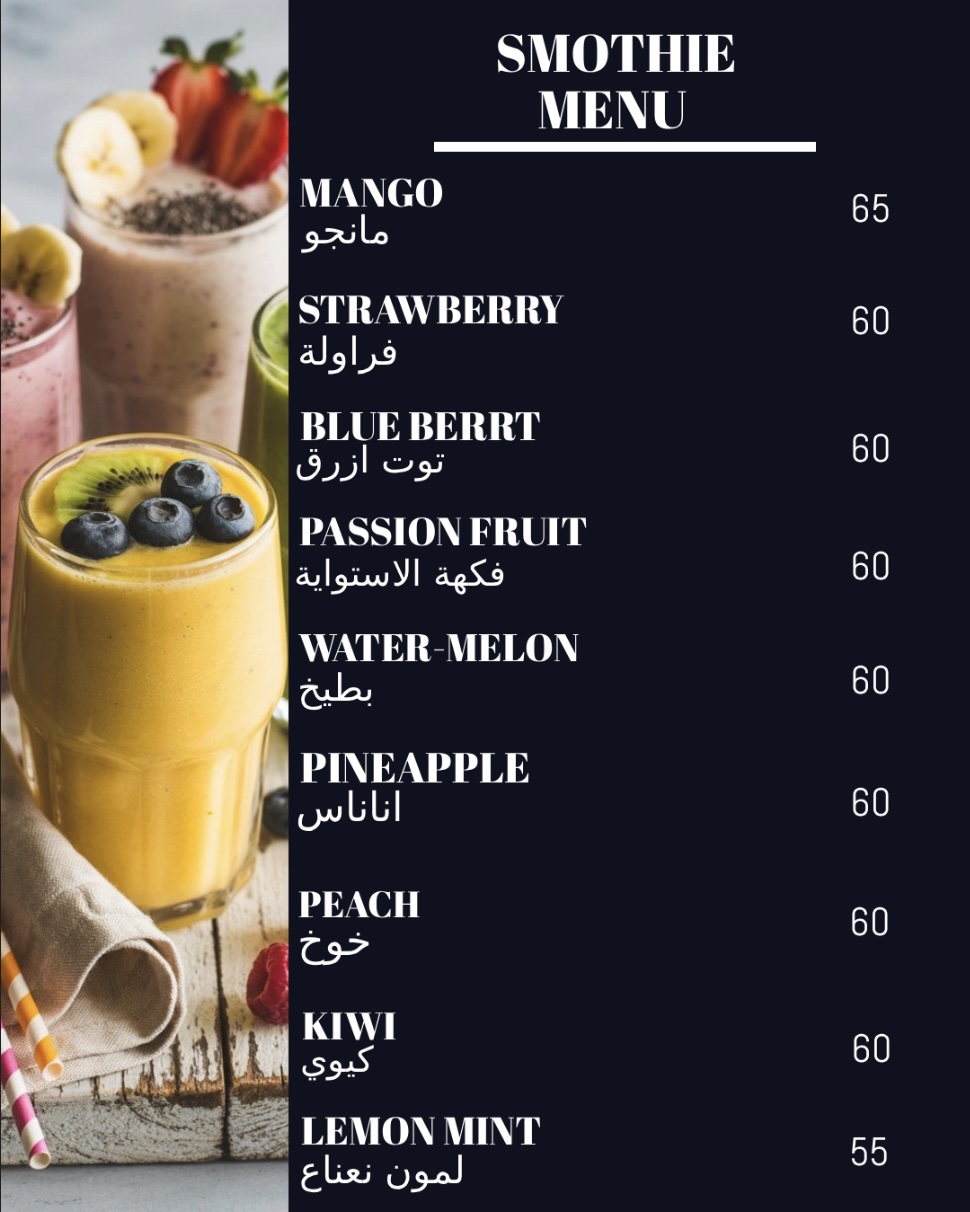 SMOTHIE
MENU
MANGO 65
مانجو
STRAWBERRY 60
فراولة
BLUE BERRT 60
توت ازرق
PASSION FRUIT 60
فكهة الاستواية
WATER-MELON 60
بطيخ
PINEAPPLE 60
اناناس
PEACH 60
خوخ
KIWI 60
كيوي
LEMON MINT 55
لمون نعناع